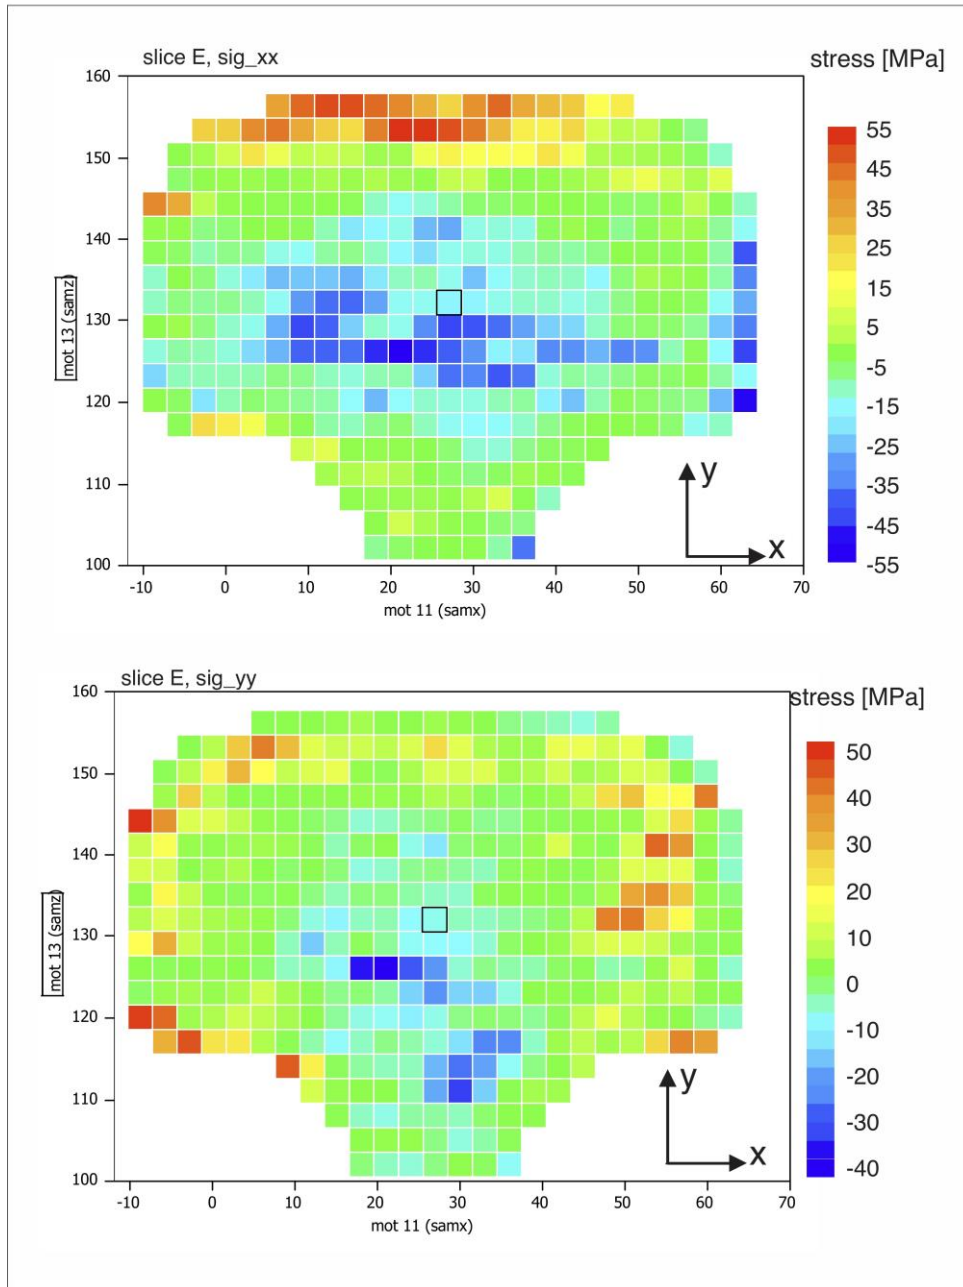 slice E, sig_xx
stress [MPa]
160
150
140
130
120
110
100
mot 13 (samz)
-10 0 10 20 30 40 50 60 70
mot 11 (samx)
y
x
55
45
35
25
15
5
-5
-15
-25
-35
-45
-55
slice E, sig_yy
stress [MPa]
160
150
140
130
120
110
100
mot 13 (samz)
-10 0 10 20 30 40 50 60 70
mot 11 (samx)
y
x
50
40
30
20
10
0
-10
-20
-30
-40